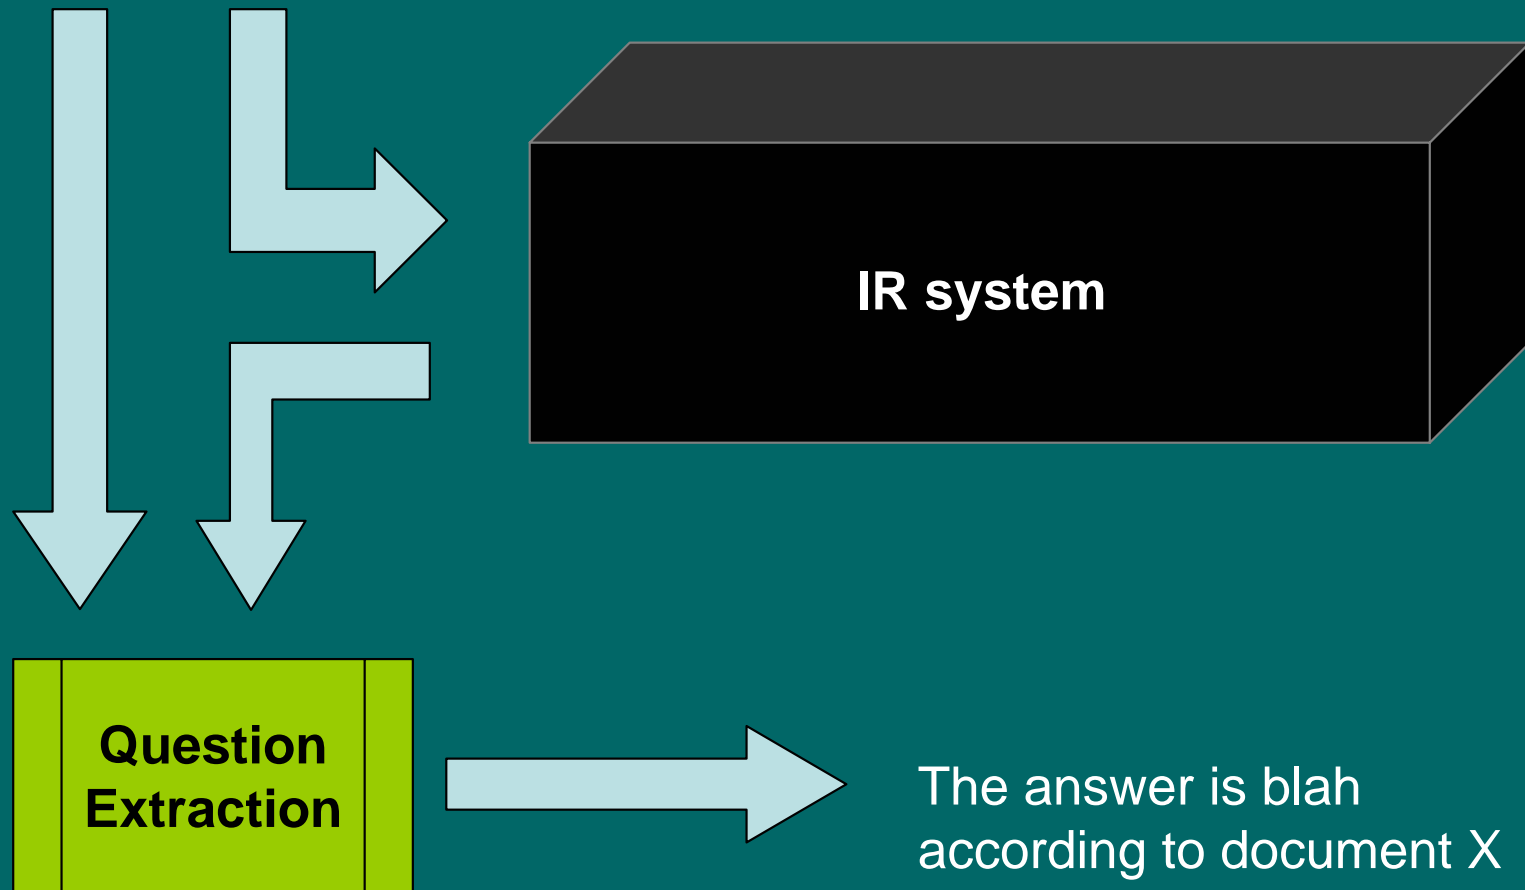 IR system
Question
Extraction
The answer is blah
according to document X